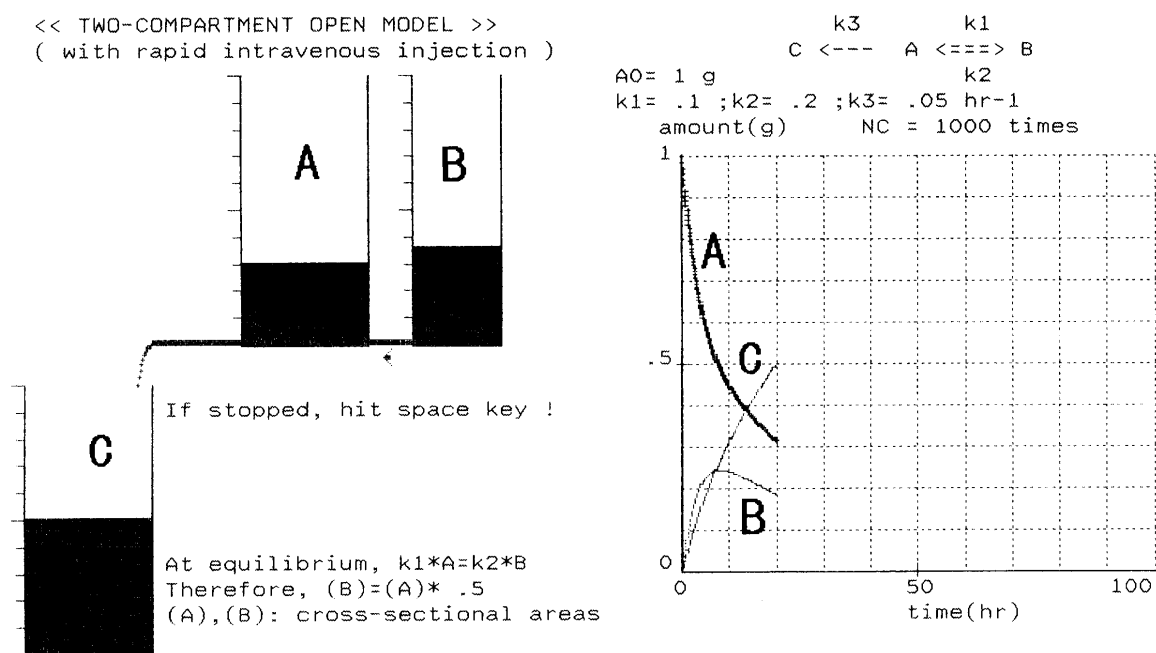 << TWO-COMPARTMENT OPEN MODEL >>
( with rapid intravenous injection )
A
B
If stopped, hit space key !
C
At equilibrium, k1*A=k2*B
Therefore, (B)=(A)* .5
(A),(B): cross-sectional areas
k3 k1
C <--- A <===> B
A0= 1 g k2
k1= .1 ;k2= .2 ;k3= .05 hr-1
amount(g) NC = 1000 times
1
A
.5
C
B
0
0 50 100
time(hr)